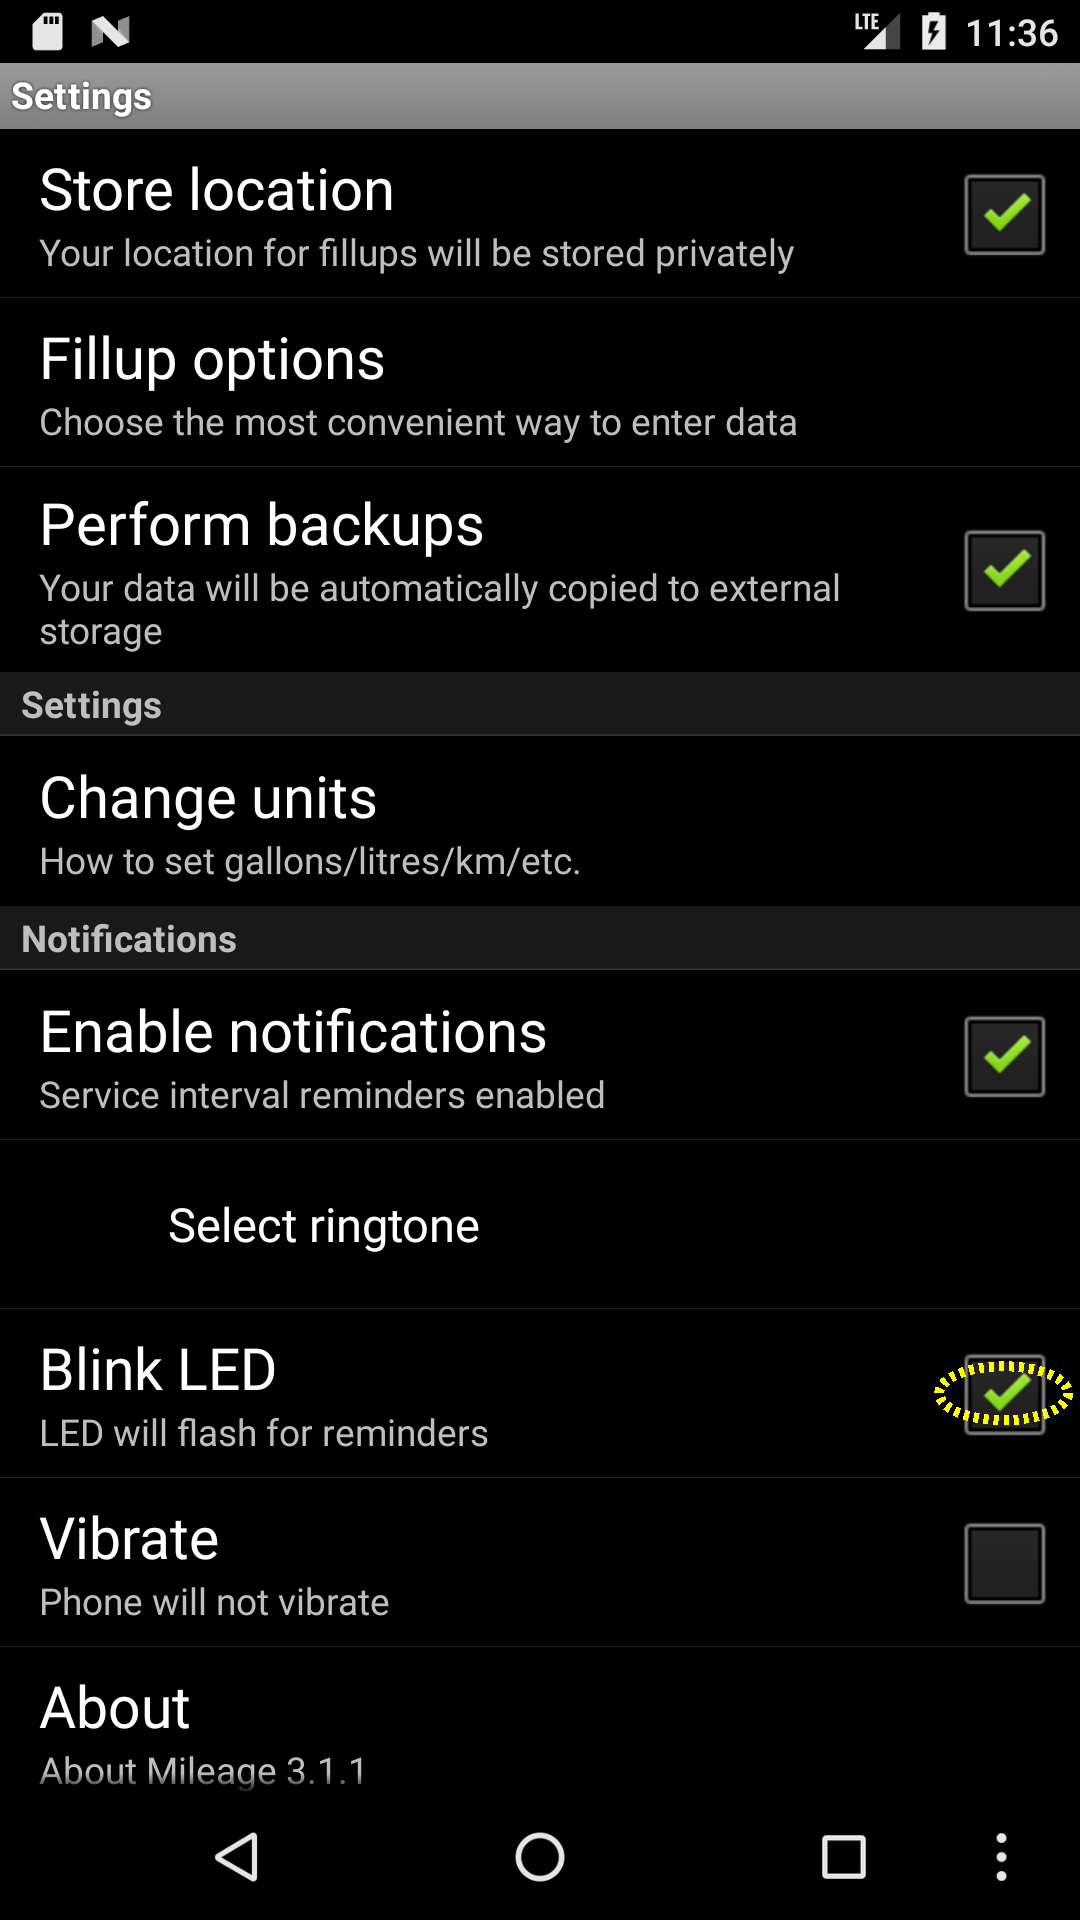 LTE 11:36
Settings
Store location
Your location for fillups will be stored privately
Fillup options
Choose the most convenient way to enter data
Perform backups
Your data will be automatically copied to external
storage
Settings
Change units
How to set gallons/litres/km/etc.
Notifications
Enable notifications
Service interval reminders enabled
Select ringtone
Blink LED
LED will flash for reminders
Vibrate
Phone will not vibrate
About
About Mileage 3.1.1